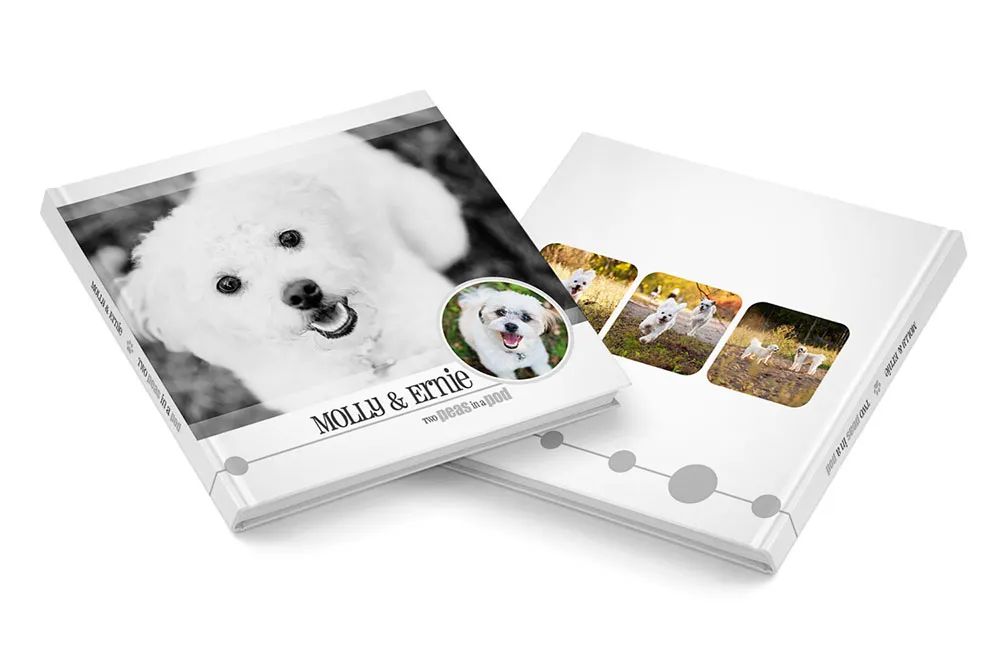 MOLLY & ErNie
Two peas in a pod
MOLLY & ErNie Two peas in a pod
MOLLY & ErNie Two peas in a pod